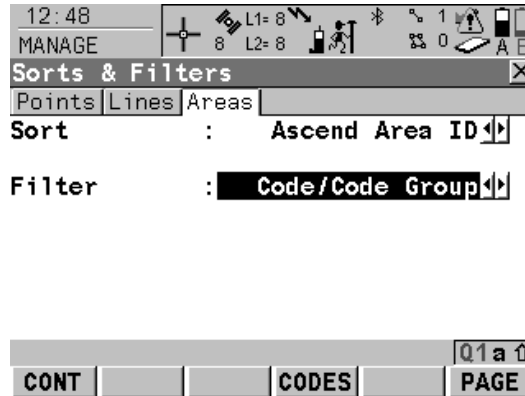 12:48
MANAGE
8 L1= 8
L2= 8
1
0
A B
Sorts & Filters
Points Lines Areas
Sort : Ascend Area ID
Filter : Code/Code Group
Q1 a
CONT CODES PAGE